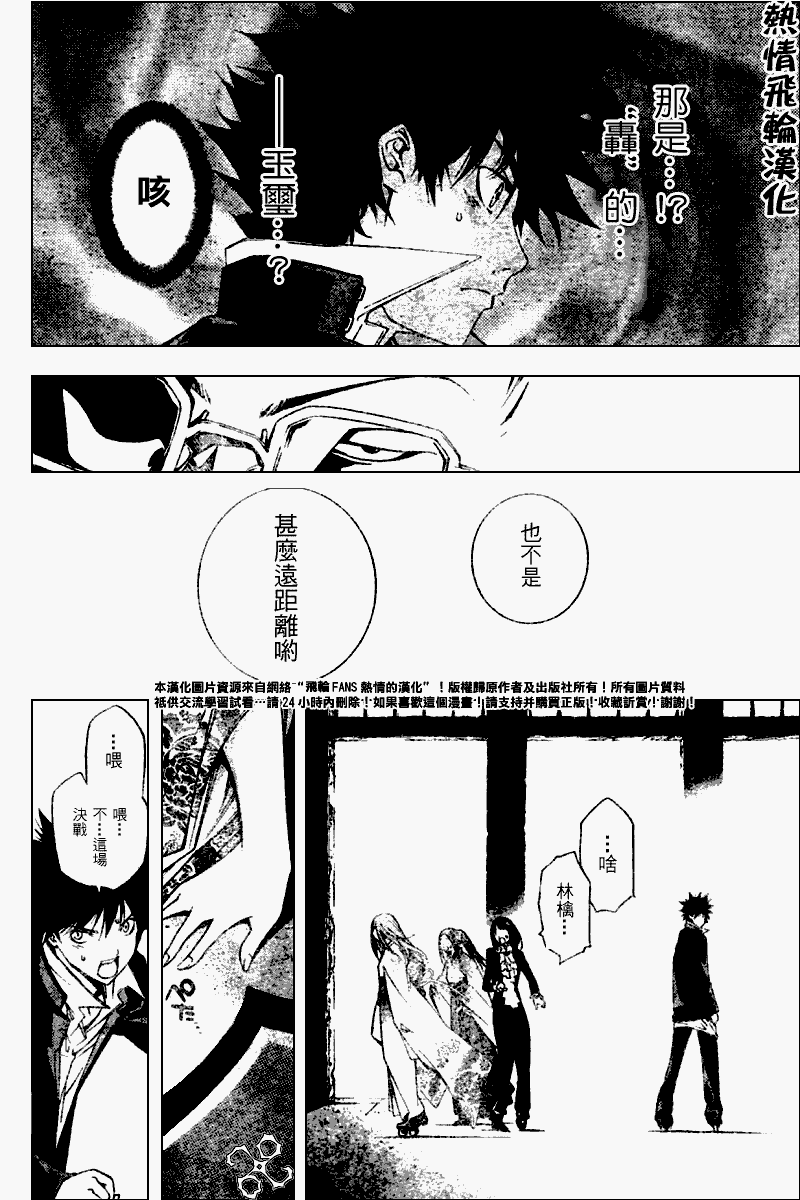 熱情飛輪漢化
那是…!?
“轟”的…
——玉璽…?
咳
也不是
甚麼遠距離喲
本漢化圖片資源來自網絡“飛輪FANS熱情的漢化”！版權歸原作者及出版社所有！所有圖片質料
祗供交流學習試看…請24小時內刪除！如果喜歡這個漫畫！請支持并購買正版！收藏訢賞！謝謝！
…啥
林檎…
ぺた
…喂
喂…
不…這場
決戰